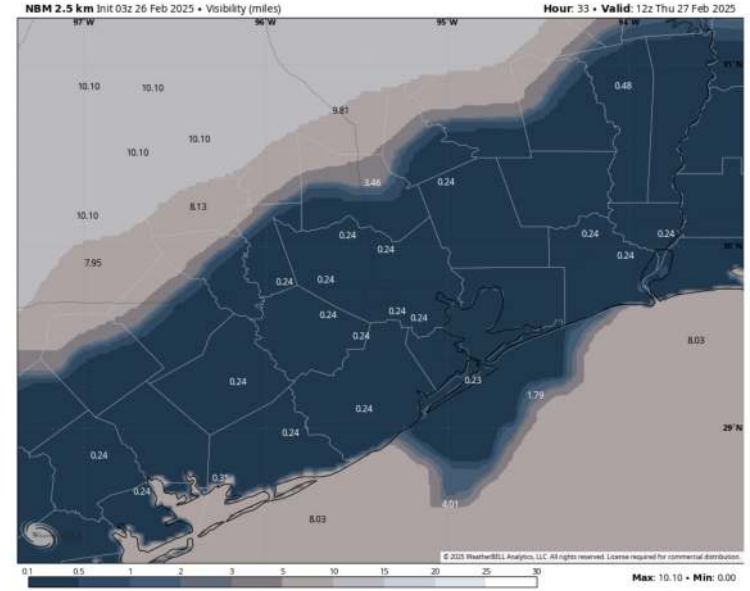 NBM 2.5 km Init 03z 26 Feb 2025 • Visibility (miles) Hour: 33 • Valid: 12z Thu 27 Feb 2025
97°W 96°W 95°W 94°W
31°N
10.10 10.10 0.48
9.81
10.10
10.10
3.46 0.24
8.13
10.10
0.24 0.24 0.24
0.24 0.24 30°N
7.95
0.24 0.24
0.24 0.24 0.24
0.24 8.03
0.24 0.23
1.79
0.24
0.24 29°N
0.24
0.35
0.24
4.01
8.03
© 2025 WeatherBELL Analytics, LLC. All rights reserved. License required for commercial distribution.
0.1 0.5 1 2 3 5 10 15 20 25 30
Max: 10.10 • Min: 0.00